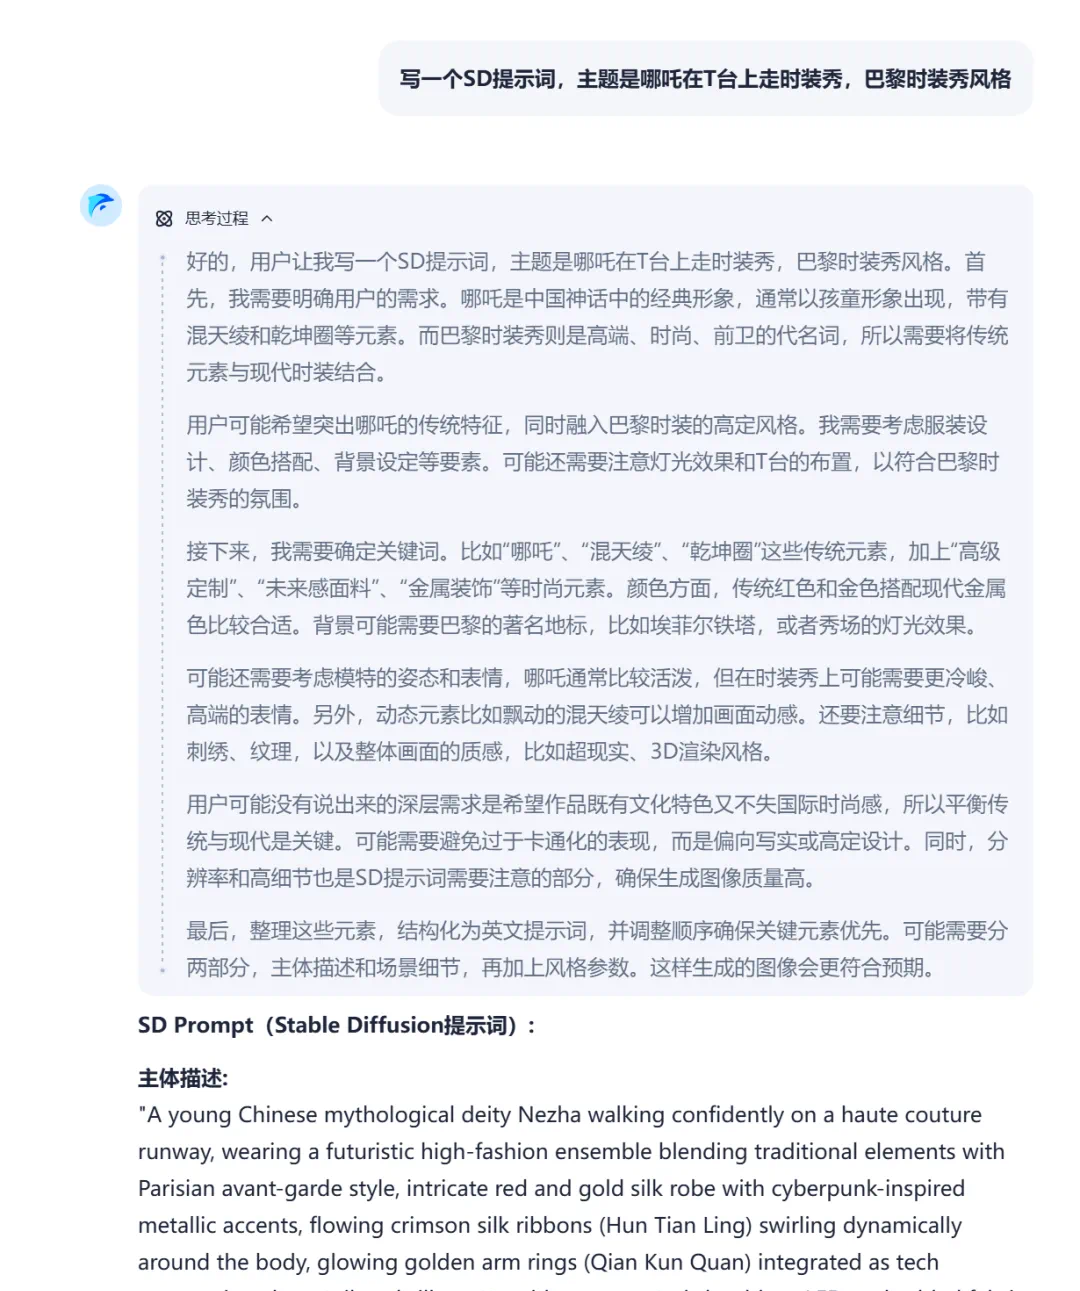 写一个SD提示词，主题是哪吒在T台上走时装秀，巴黎时装秀风格
思考过程
好的，用户让我写一个SD提示词，主题是哪吒在T台上走时装秀，巴黎时装秀风格。首
先，我需要明确用户的需求。哪吒是中国神话中的经典形象，通常以孩童形象出现，带有
混天绫和乾坤圈等元素。而巴黎时装秀则是高端、时尚、前卫的代名词，所以需要将传统
元素与现代时装结合。
用户可能希望突出哪吒的传统特征，同时融入巴黎时装的高定风格。我需要考虑服装设
计、颜色搭配、背景设定等要素。可能还需要注意灯光效果和T台的布置，以符合巴黎时
装秀的氛围。
接下来，我需要确定关键词。比如“哪吒”、“混天绫”、“乾坤圈”这些传统元素，加上“高级
定制”、“未来感面料”、“金属装饰”等时尚元素。颜色方面，传统红色和金色搭配现代金属
色比较合适。背景可能需要巴黎的著名地标，比如埃菲尔铁塔，或者秀场的灯光效果。
可能还需要考虑模特的姿态和表情，哪吒通常比较活泼，但在时装秀上可能需要更冷峻、
高端的表情。另外，动态元素比如飘动的混天绫可以增加画面动感。还要注意细节，比如
刺绣、纹理，以及整体画面的质感，比如超现实、3D渲染风格。
用户可能没有说出来的深层需求是希望作品既有文化特色又不失国际时尚感，所以平衡传
统与现代是关键。可能需要避免过于卡通化的表现，而是偏向写实或高定设计。同时，分
辨率和高细节也是SD提示词需要注意的部分，确保生成图像质量高。
最后，整理这些元素，结构化为英文提示词，并调整顺序确保关键元素优先。可能需要分
两部分，主体描述和场景细节，再加上风格参数。这样生成的图像会更符合预期。
SD Prompt（Stable Diffusion提示词）:
主体描述:
"A young Chinese mythological deity Nezha walking confidently on a haute couture
runway, wearing a futuristic high-fashion ensemble blending traditional elements with
Parisian avant-garde style, intricate red and gold silk robe with cyberpunk-inspired
metallic accents, flowing crimson silk ribbons (Hun Tian Ling) swirling dynamically
around the body, glowing golden arm rings (Qian Kun Quan) integrated as tech